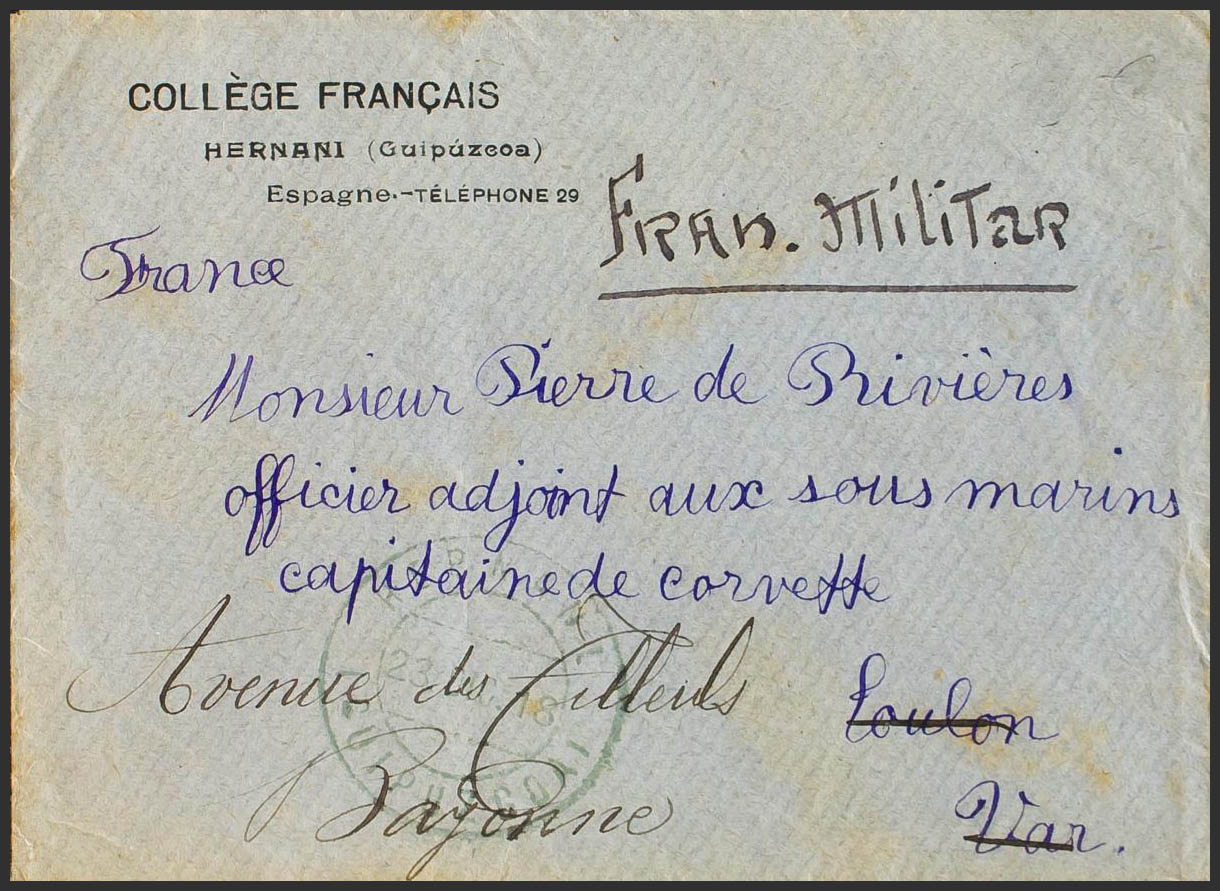 COLLÈGE FRANÇAIS
HERNANI (Guipúzcoa)
Espagne.-TÉLÉPHONE 29
Fran. Militar
France
Monsieur Pierre de Rivières
officier adjoint aux sous marins
capitaine de corvette
Avenue des Tilleuls
Toulon
Bayonne
Var.